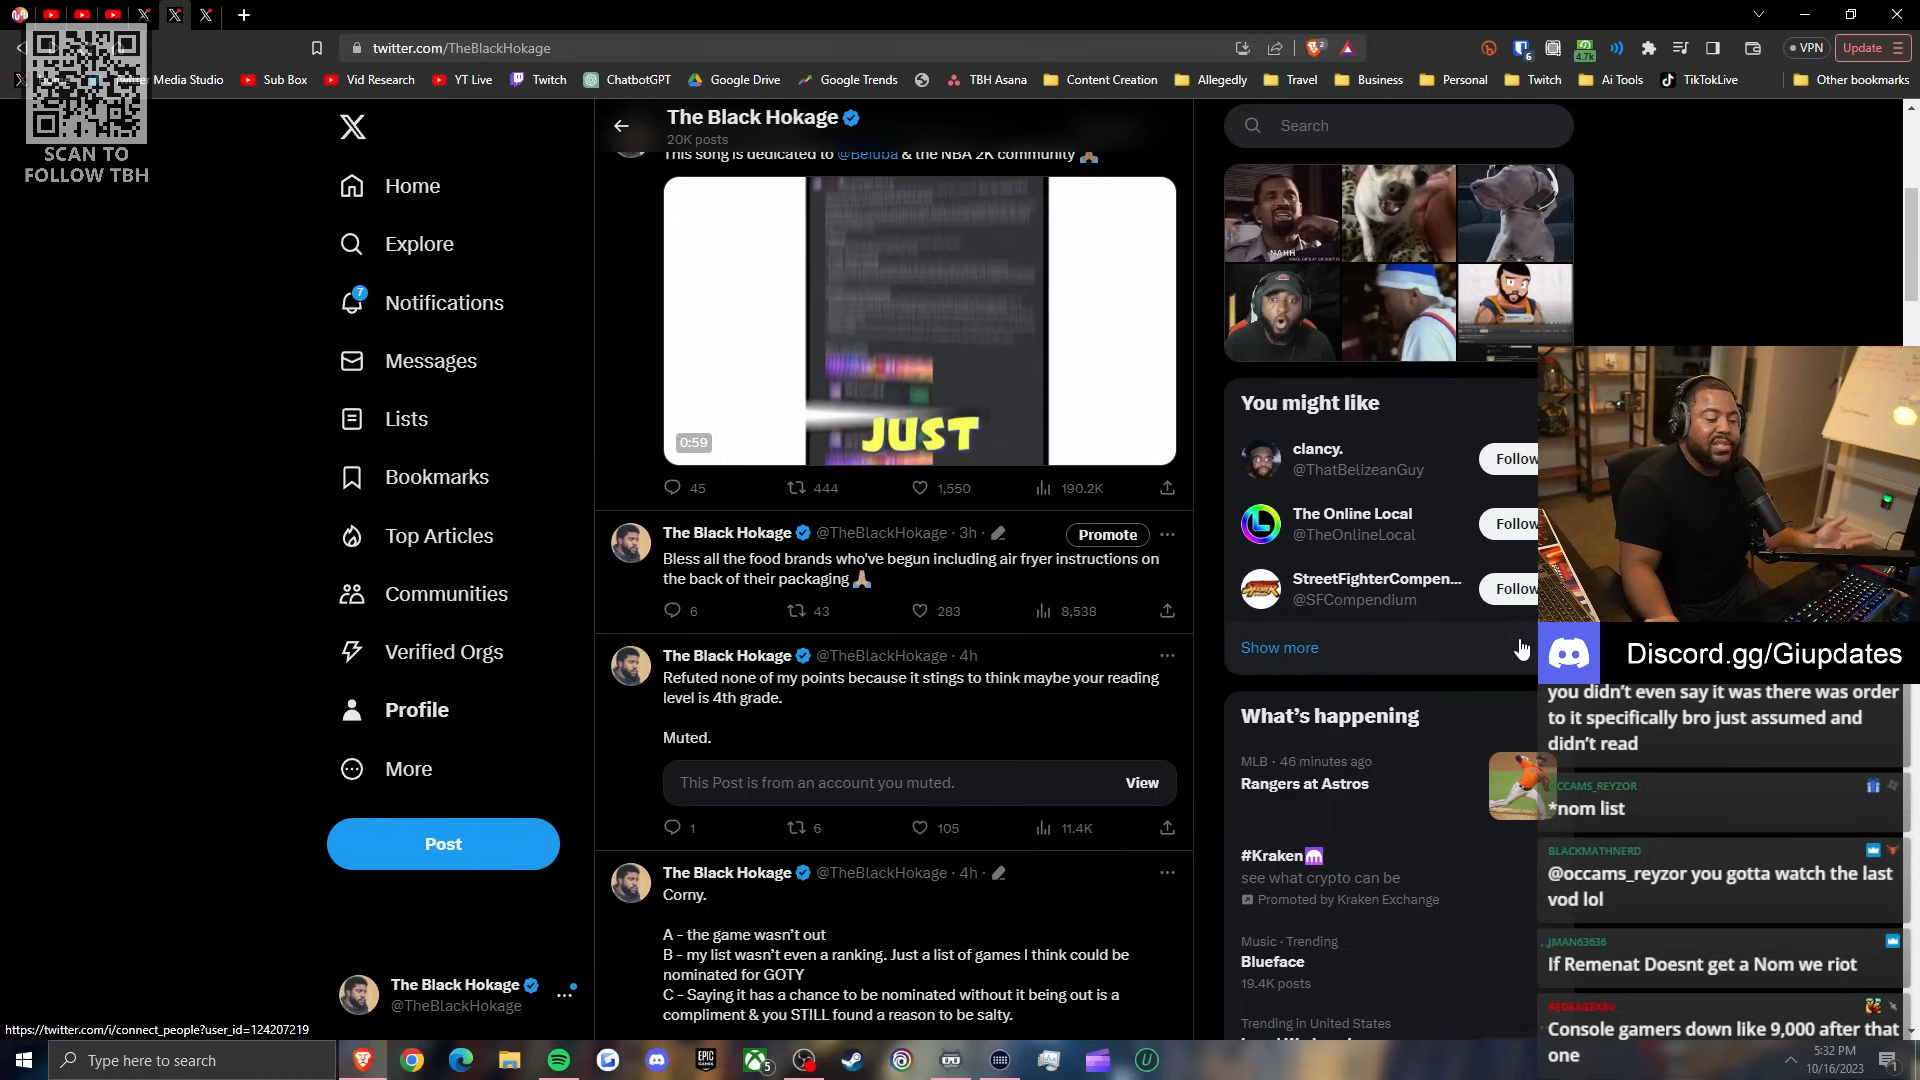 twitter.com/TheBlackHokage
2
6
4.7k
VPN
Update
Twitter Media Studio
Sub Box
Vid Research
YT Live
Twitch
ChatbotGPT
Google Drive
Google Trends
TBH Asana
Content Creation
Allegedly
Travel
Business
Personal
Twitch
Ai Tools
TikTokLive
Other bookmarks
SCAN TO
FOLLOW TBH
Home
Explore
7
Notifications
Messages
Lists
Bookmarks
Top Articles
Communities
Verified Orgs
Profile
More
Post
The Black Hokage
@TheBlackHokage
https://twitter.com/i/connect_people?user_id=124207219
The Black Hokage
20K posts
This song is dedicated to @Beluba & the NBA 2K community 🙏🏽
JUST
0:59
45
444
1,550
190.2K
The Black Hokage @TheBlackHokage · 3h ·
Promote
Bless all the food brands who've begun including air fryer instructions on
the back of their packaging 🙏🏽
6
43
283
8,538
The Black Hokage @TheBlackHokage · 4h
Refuted none of my points because it stings to think maybe your reading
level is 4th grade.
Muted.
This Post is from an account you muted.
View
1
6
105
11.4K
The Black Hokage @TheBlackHokage · 4h ·
Corny.
A - the game wasn't out
B - my list wasn't even a ranking. Just a list of games I think could be
nominated for GOTY
C - Saying it has a chance to be nominated without it being out is a
compliment & you STILL found a reason to be salty.
Search
NAHH
You might like
clancy.
@ThatBelizeanGuy
Follow
The Online Local
@TheOnlineLocal
Follow
StreetFighterCompen...
@SFCompendium
Follow
Show more
What's happening
MLB · 46 minutes ago
Rangers at Astros
#Kraken
see what crypto can be
Promoted by Kraken Exchange
Music · Trending
Blueface
19.4K posts
Trending in United States
Discord.gg/Giupdates
you didn't even say it was there was order
to it specifically bro just assumed and
didn't read
OCCAMS_REYZOR
*nom list
BLACKMATHNERD
@occams_reyzor you gotta watch the last
vod lol
JMAN63636
If Remenat Doesnt get a Nom we riot
REDSAGEXXV
Console gamers down like 9,000 after that
one
Type here to search
EPIC
GAMES
5
5:32 PM
10/16/2023
1